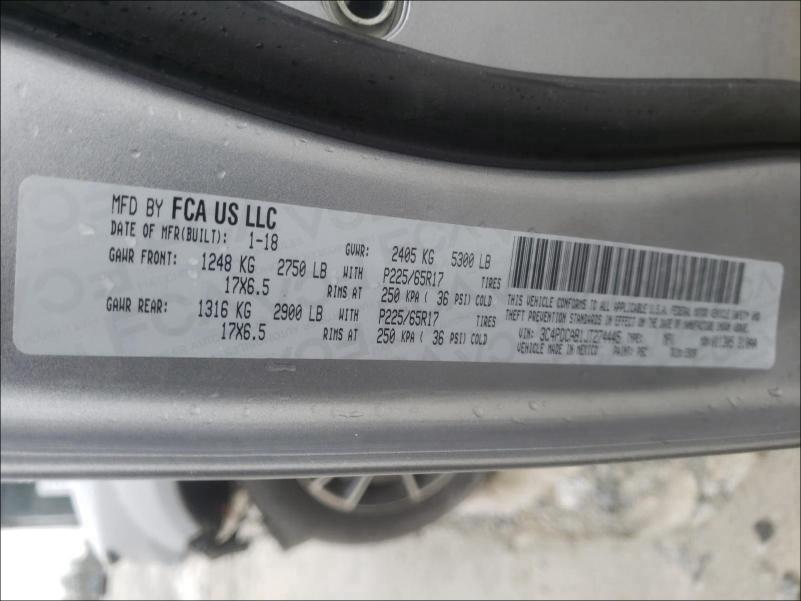 MFD BY FCA US LLC
DATE OF MFR(BUILT): 1-18
GVWR: 2405 KG 5300 LB
GAWR FRONT: 1248 KG 2750 LB WITH P225/65R17 TIRES
17X6.5 RIMS AT 250 KPA ( 36 PSI) COLD
GAWR REAR: 1316 KG 2900 LB WITH P225/65R17 TIRES
17X6.5 RIMS AT 250 KPA ( 36 PSI) COLD
THIS VEHICLE CONFORMS TO ALL APPLICABLE U.S.A. FEDERAL MOTOR VEHICLE SAFETY AND
THEFT PREVENTION STANDARDS IN EFFECT ON THE DATE OF MANUFACTURE SHOWN ABOVE.
VIN: TYPE:
VEHICLE MADE IN MEXICO PAINT: PSC